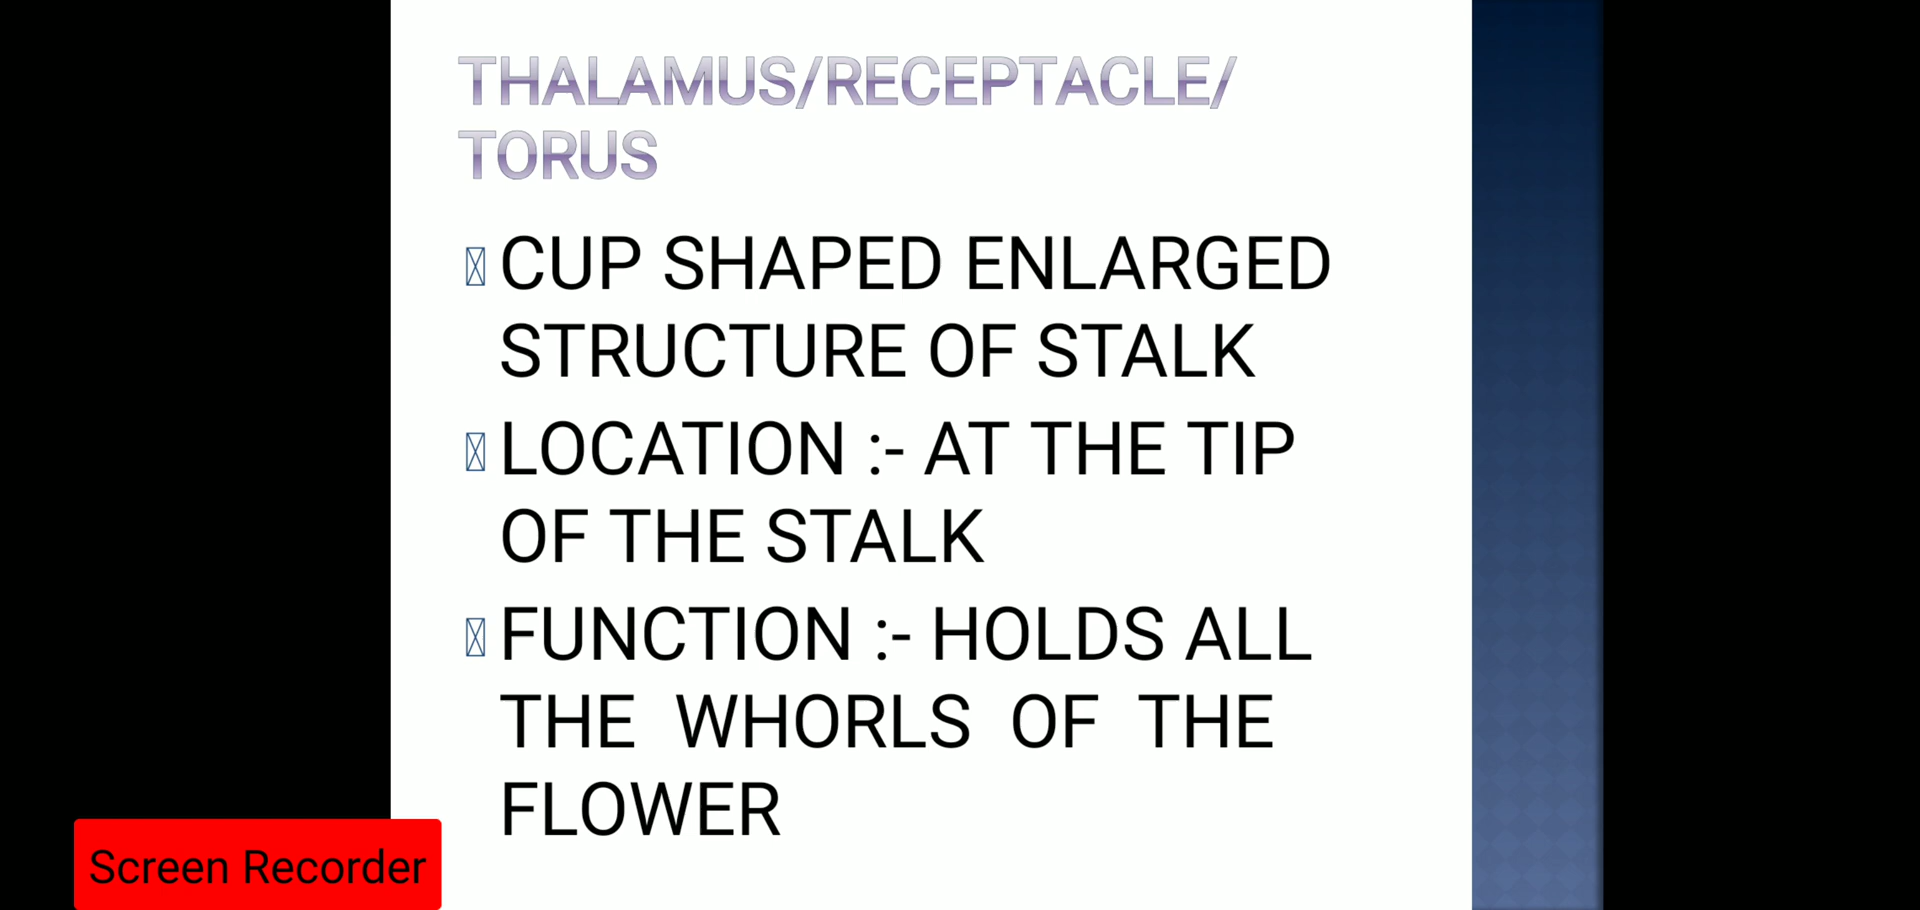 THALAMUS/RECEPTACLE/
TORUS
CUP SHAPED ENLARGED
STRUCTURE OF STALK
LOCATION :- AT THE TIP
OF THE STALK
FUNCTION :- HOLDS ALL
THE WHORLS OF THE
FLOWER
Screen Recorder